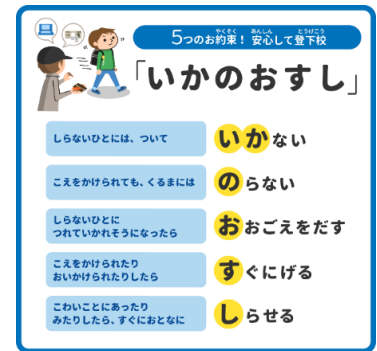 5つのお約束！ 安心して登下校
「いかのおすし」
しらないひとには、ついて
いかない
こえをかけられても、くるまには
のらない
しらないひとに
つれていかれそうになったら
おおごえをだす
こえをかけられたり
おいかけられたりしたら
すぐにげる
こわいことにあったり
みたりしたら、すぐにおとなに
しらせる